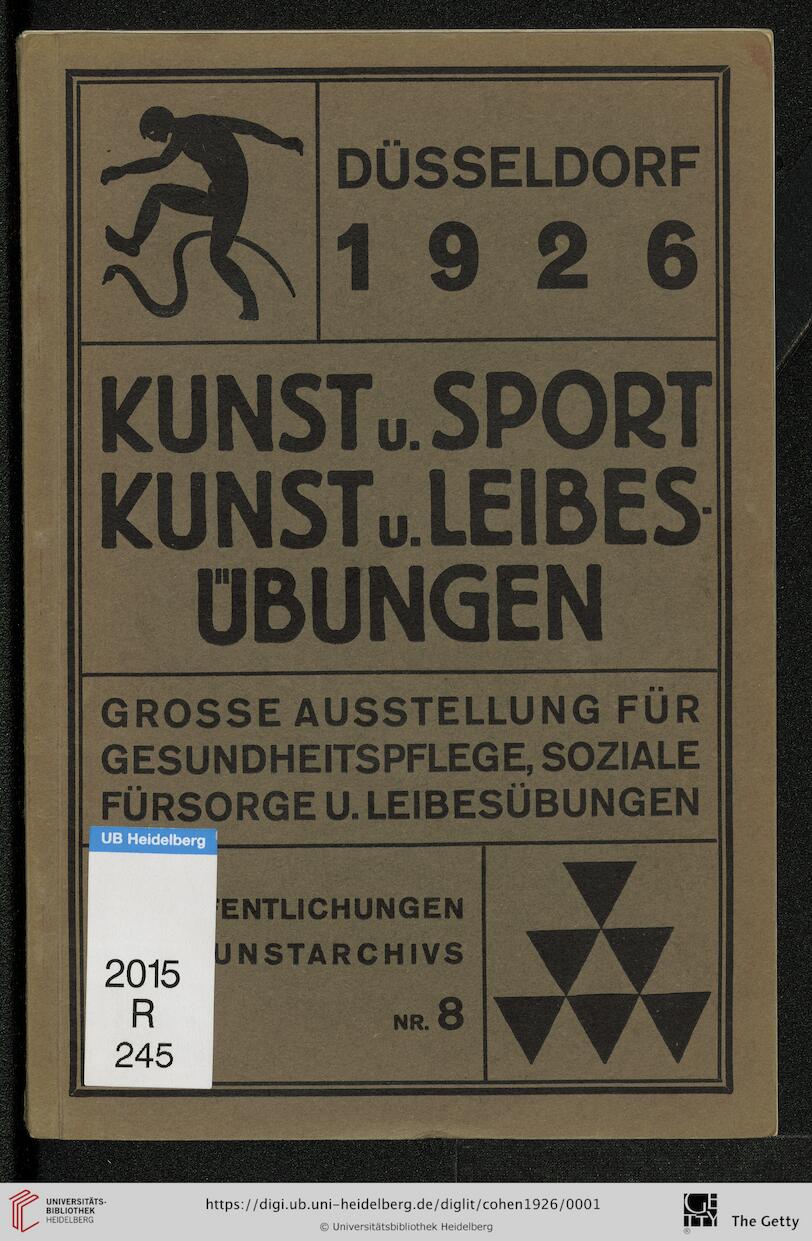 DÜSSELDORF
1 9 2 6
KUNST u. SPORT
KUNST u. LEIBES-
ÜBUNGEN
GROSSE AUSSTELLUNG FÜR
GESUNDHEITSPFLEGE, SOZIALE
FÜRSORGE U. LEIBESÜBUNGEN
UB Heidelberg
2015
R
245
NR. 8
UNIVERSITÄTS-
BIBLIOTHEK
HEIDELBERG
https://digi.ub.uni-heidelberg.de/diglit/cohen1926/0001
© Universitätsbibliothek Heidelberg
The Getty